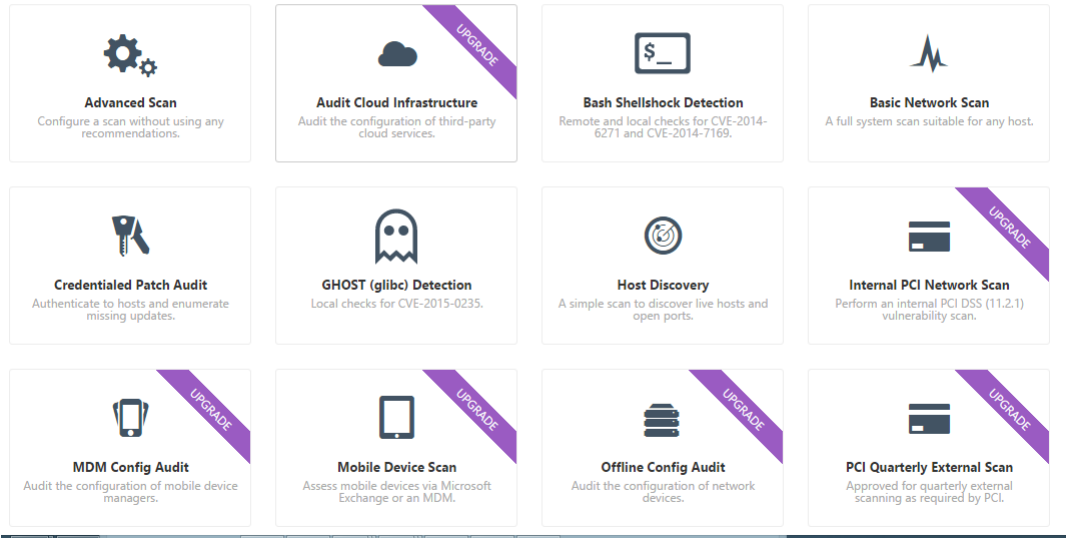 UPGRADE
$_
Advanced Scan
Configure a scan without using any
recommendations.
Audit Cloud Infrastructure
Audit the configuration of third-party
cloud services.
Bash Shellshock Detection
Remote and local checks for CVE-2014-
6271 and CVE-2014-7169.
Basic Network Scan
A full system scan suitable for any host.
UPGRADE
Credentialed Patch Audit
Authenticate to hosts and enumerate
missing updates.
GHOST (glibc) Detection
Local checks for CVE-2015-0235.
Host Discovery
A simple scan to discover live hosts and
open ports.
Internal PCI Network Scan
Perform an internal PCI DSS (11.2.1)
vulnerability scan.
UPGRADE
UPGRADE
UPGRADE
UPGRADE
MDM Config Audit
Audit the configuration of mobile device
managers.
Mobile Device Scan
Assess mobile devices via Microsoft
Exchange or an MDM.
Offline Config Audit
Audit the configuration of network
devices.
PCI Quarterly External Scan
Approved for quarterly external
scanning as required by PCI.